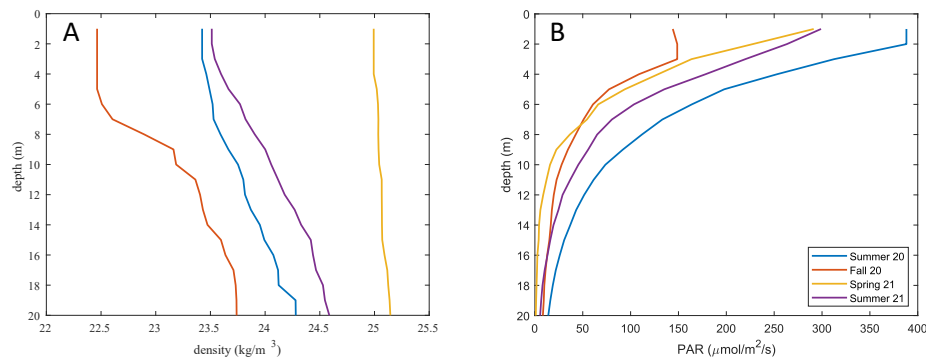 A
0
2
4
6
8
10
12
14
16
18
20
depth (m)
22 22.5 23 23.5 24 24.5 25 25.5
density (kg/m ³)
B
0
2
4
6
8
10
12
14
16
18
20
depth (m)
Summer 20
Fall 20
Spring 21
Summer 21
0 50 100 150 200 250 300 350 400
PAR (μmol/m²/s)